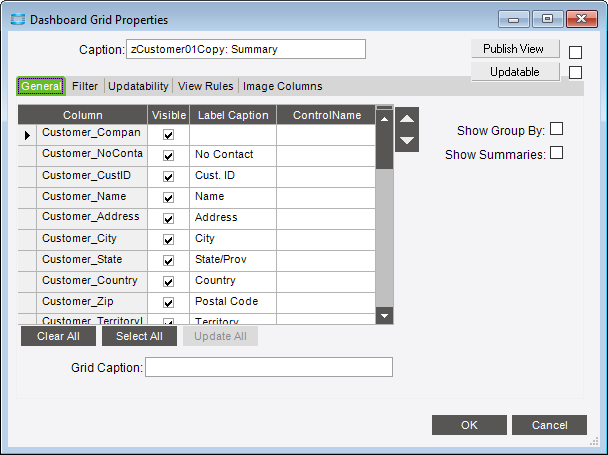 Dashboard Grid Properties
Caption: zCustomer01Copy: Summary
Publish View
Updatable
General Filter Updatability View Rules Image Columns
Column Visible Label Caption ControlName
Customer_Compan
Customer_NoConta No Contact
Customer_CustID Cust. ID
Customer_Name Name
Customer_Address Address
Customer_City City
Customer_State State/Prov
Customer_Country Country
Customer_Zip Postal Code
Customer_TerritoryI Territory
Show Group By:
Show Summaries:
Clear All Select All Update All
Grid Caption:
OK Cancel